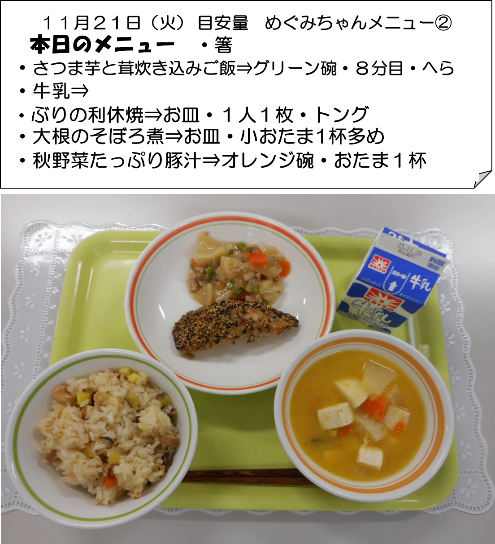 １１月２１日（火）目安量　めぐみちゃんメニュー②
本日のメニュー　・箸
・さつま芋と茸炊き込みご飯⇒グリーン碗・８分目・へら
・牛乳⇒
・ぶりの利休焼⇒お皿・１人１枚・トング
・大根のそぼろ煮⇒お皿・小おたま１杯多め
・秋野菜たっぷり豚汁⇒オレンジ碗・おたま１杯
牛乳